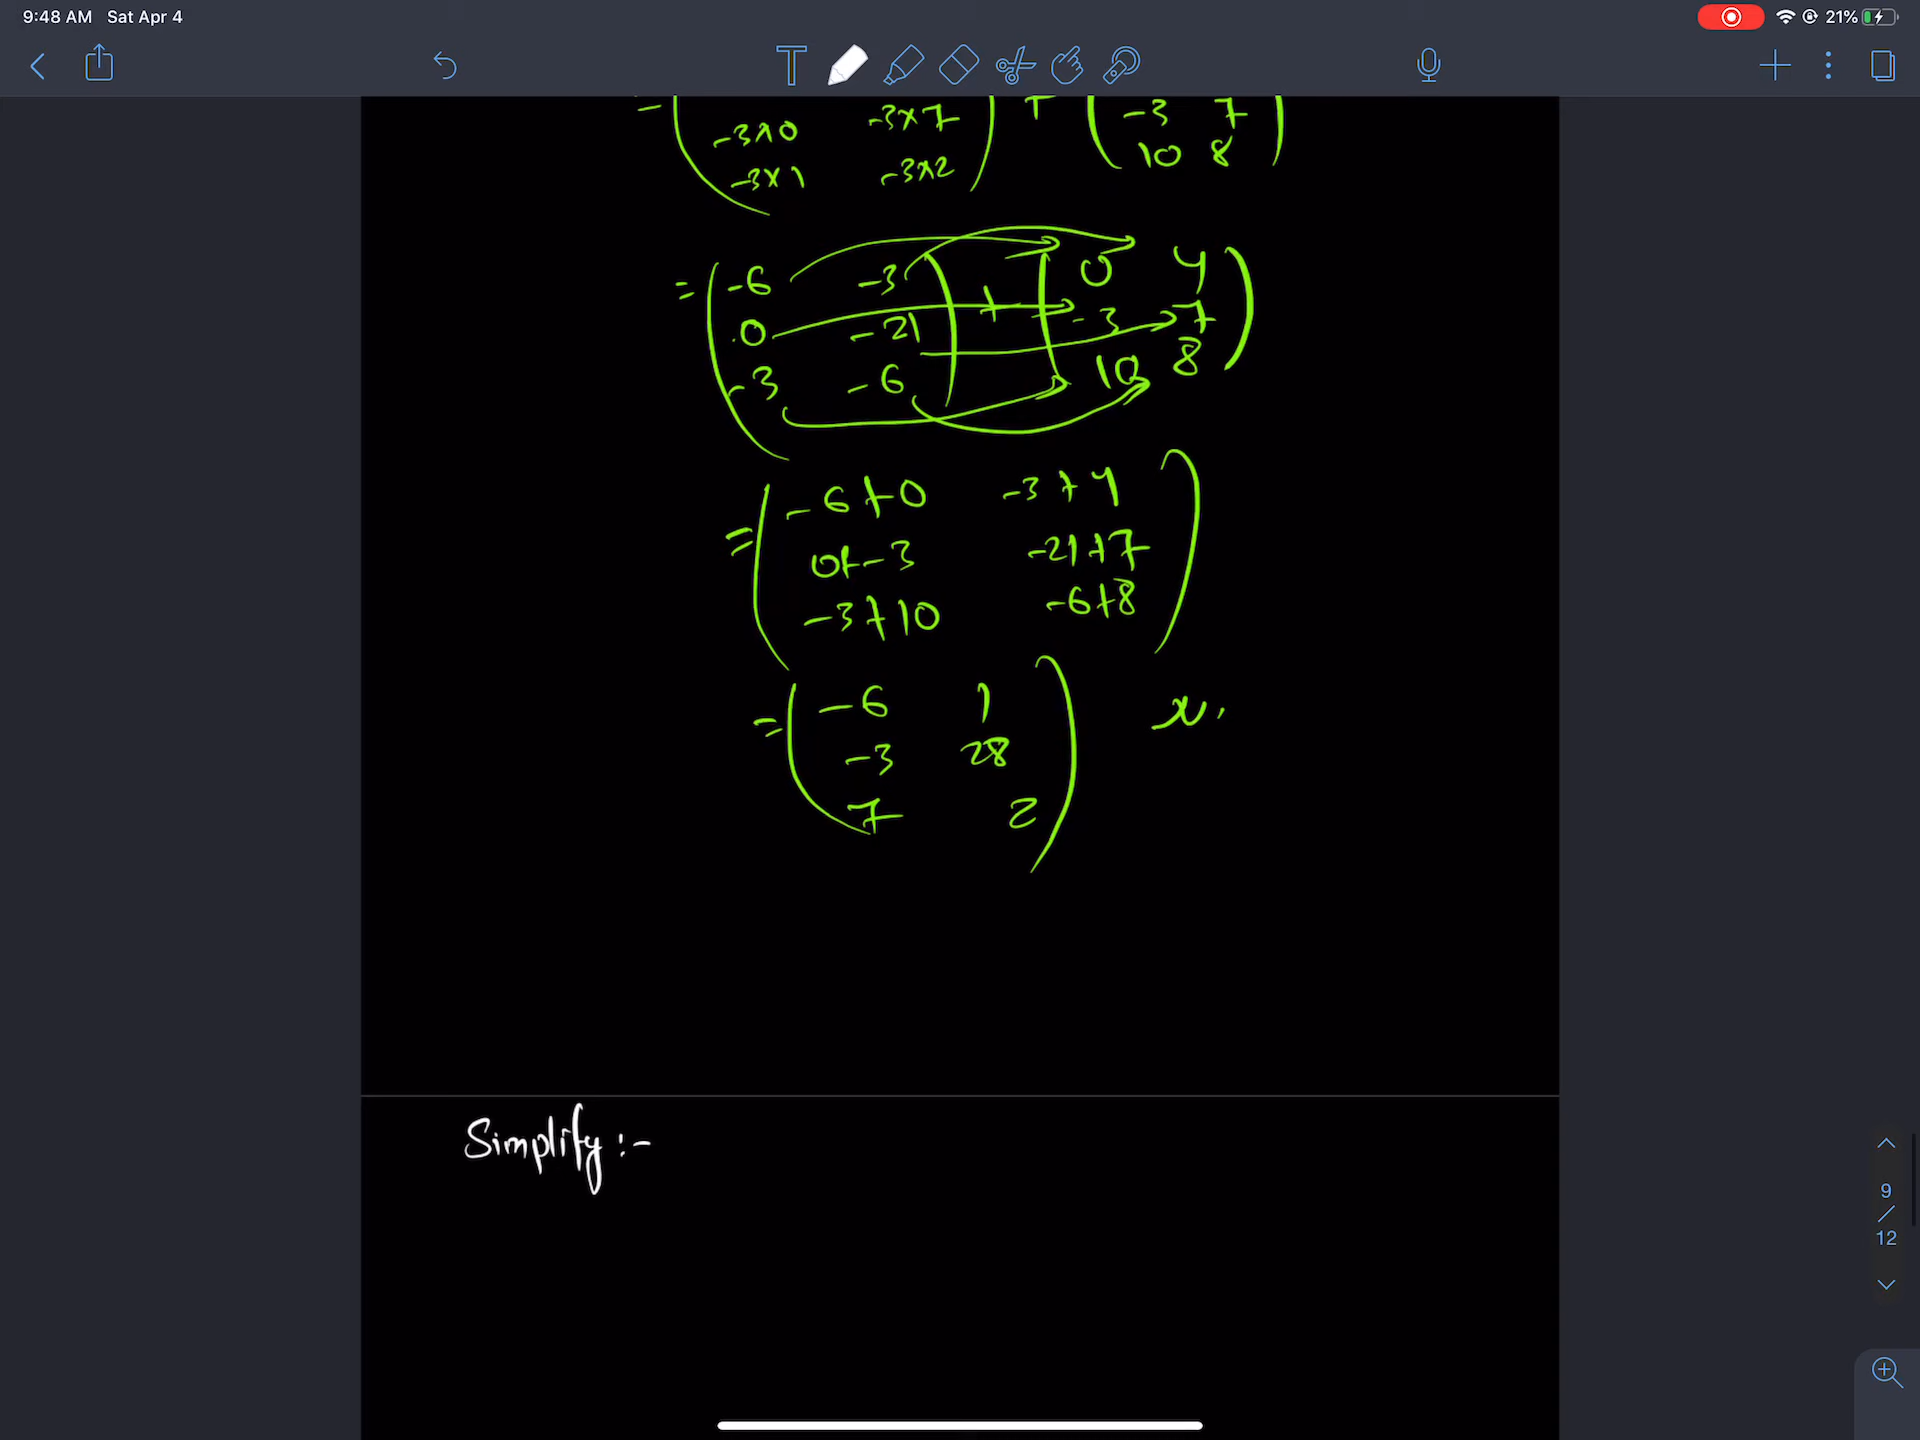 9:48 AM Sat Apr 4 21%
-3×0 -3×7 + -3 7
-3×1 -3×2 10 8
= ( -6 -3 ) + ( 0 4 )
0 -21 -3 7
-3 -6 10 8
= ( -6+0 -3+4 )
0+-3 -21+7
-3+10 -6+8
= ( -6 1 )
-3 28
7 2
Simplify :-
9
/
12